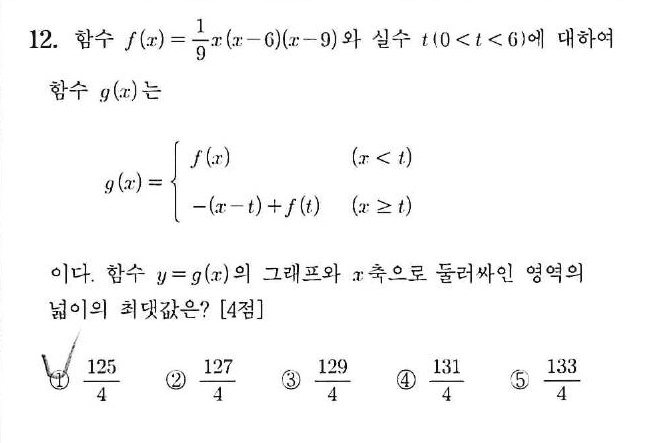 12. 함수 f(x) = 1/9 x(x-6)(x-9)와 실수 t(0 < t < 6)에 대하여
함수 g(x)는
g(x) = { f(x) (x < t)
-(x-t)+f(t) (x ≥ t)
이다. 함수 y=g(x)의 그래프와 x축으로 둘러싸인 영역의
넓이의 최댓값은? [4점]
① 125/4 ② 127/4 ③ 129/4 ④ 131/4 ⑤ 133/4